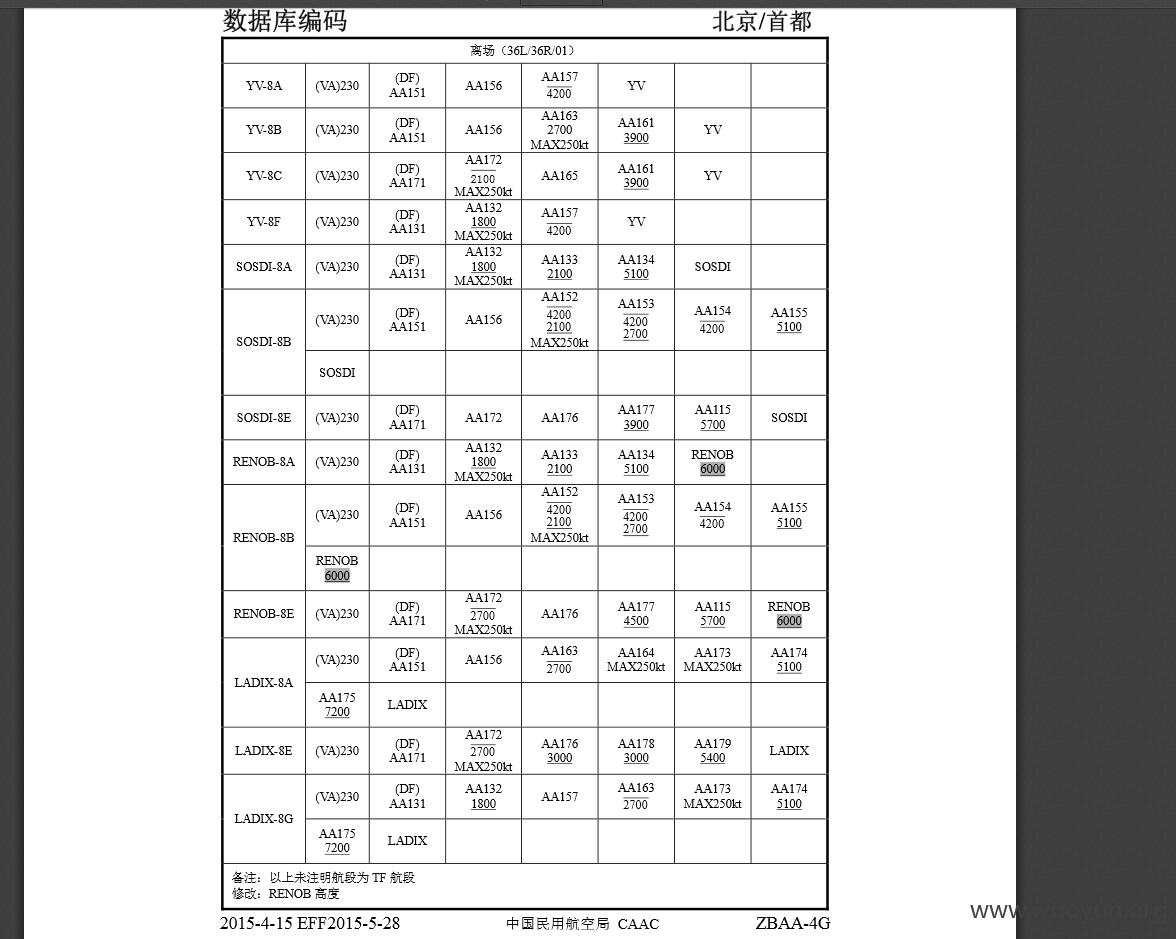 数据库编码 北京/首都
离场（36L/36R/01）
YV-8A (VA)230 (DF) AA151 AA156 AA157 4200 YV
YV-8B (VA)230 (DF) AA151 AA156 AA163 2700 MAX250kt AA161 3900 YV
YV-8C (VA)230 (DF) AA171 AA172 2100 MAX250kt AA165 AA161 3900 YV
YV-8F (VA)230 (DF) AA131 AA132 1800 MAX250kt AA157 4200 YV
SOSDI-8A (VA)230 (DF) AA131 AA132 1800 MAX250kt AA133 2100 AA134 5100 SOSDI
SOSDI-8B (VA)230 (DF) AA151 AA156 AA152 4200 2100 MAX250kt AA153 4200 2700 AA154 4200 AA155 5100
SOSDI
SOSDI-8E (VA)230 (DF) AA171 AA172 AA176 AA177 3900 AA115 5700 SOSDI
RENOB-8A (VA)230 (DF) AA131 AA132 1800 MAX250kt AA133 2100 AA134 5100 RENOB 6000
RENOB-8B (VA)230 (DF) AA151 AA156 AA152 4200 2100 MAX250kt AA153 4200 2700 AA154 4200 AA155 5100
RENOB 6000
RENOB-8E (VA)230 (DF) AA171 AA172 2700 MAX250kt AA176 AA177 4500 AA115 5700 RENOB 6000
LADIX-8A (VA)230 (DF) AA151 AA156 AA163 2700 AA164 MAX250kt AA173 MAX250kt AA174 5100
AA175 7200 LADIX
LADIX-8E (VA)230 (DF) AA171 AA172 2700 MAX250kt AA176 3000 AA178 3000 AA179 5400 LADIX
LADIX-8G (VA)230 (DF) AA131 AA132 1800 AA157 AA163 2700 AA173 MAX250kt AA174 5100
AA175 7200 LADIX
备注：以上未注明航段为 TF 航段
修改：RENOB 高度
2015-4-15 EFF2015-5-28 中国民用航空局 CAAC ZBAA-4G